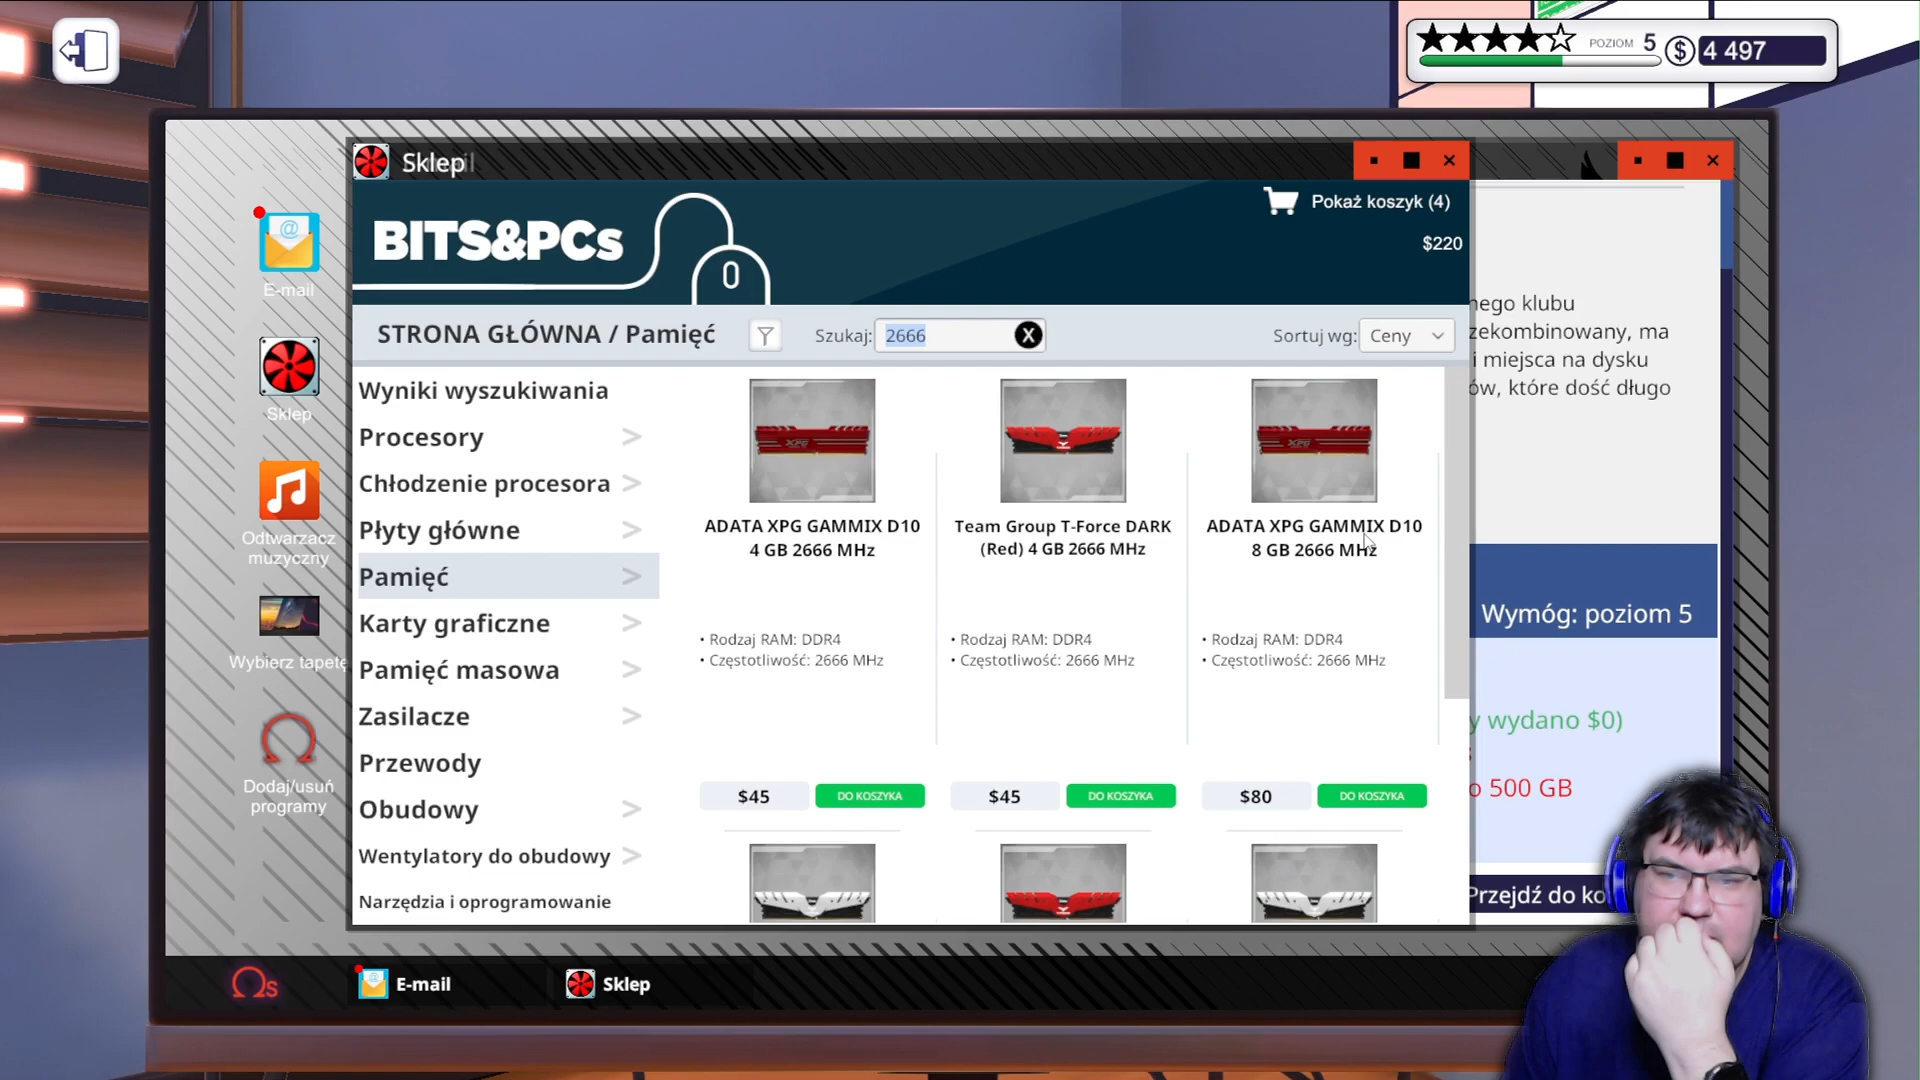 POZIOM 5
$ 4 497
Sklep
BITS&PCs
Pokaż koszyk (4)
$220
STRONA GŁÓWNA / Pamięć
Szukaj: 2666 X
Sortuj wg: Ceny
Wyniki wyszukiwania
Procesory
Chłodzenie procesora
Płyty główne
Pamięć
Karty graficzne
Pamięć masowa
Zasilacze
Przewody
Obudowy
Wentylatory do obudowy
Narzędzia i oprogramowanie
ADATA XPG GAMMIX D10
4 GB 2666 MHz
• Rodzaj RAM: DDR4
• Częstotliwość: 2666 MHz
$45 DO KOSZYKA
Team Group T-Force DARK
(Red) 4 GB 2666 MHz
• Rodzaj RAM: DDR4
• Częstotliwość: 2666 MHz
$45 DO KOSZYKA
ADATA XPG GAMMIX D10
8 GB 2666 MHz
• Rodzaj RAM: DDR4
• Częstotliwość: 2666 MHz
$80 DO KOSZYKA
nego klubu
zekombinowany, ma
i miejsca na dysku
ów, które dość długo
Wymóg: poziom 5
y wydano $0)
o 500 GB
Przejdź do ko
E-mail
Sklep
Odtwarzacz
muzyczny
Wybierz tapetę
Dodaj/usuń
programy
Ωs
E-mail
Sklep